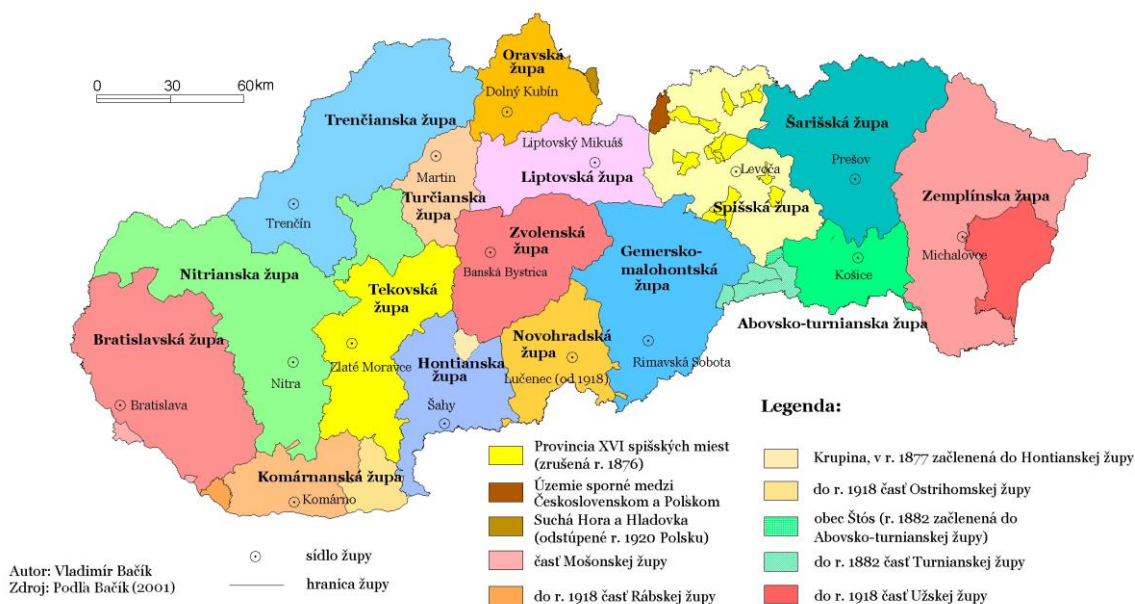 0 30 60 km
Oravská
župa
Dolný Kubín
Trenčianska župa
Liptovský Mikuáš
Martin
Liptovská župa
Turčianska
župa
Trenčín
Levoča
Spišská župa
Šarišská župa
Prešov
Zemplínska župa
Michalovce
Zvolenská
župa
Banská Bystrica
Gemersko-
malohontská
župa
Rimavská Sobota
Košice
Abovsko-turnianska župa
Nitrianska župa
Nitra
Tekovská
župa
Zlaté Moravce
Bratislavská župa
Bratislava
Hontianska
župa
Šahy
Novohradská
župa
Lučenec (od 1918)
Komárnanská župa
Komárno
Legenda:
Provincia XVI spišských miest
(zrušená r. 1876)
Územie sporné medzi
Československom a Polskom
Suchá Hora a Hladovka
(odstúpené r. 1920 Polsku)
časť Mošonskej župy
do r. 1918 časť Rábskej župy
Krupina, v r. 1877 začlenená do Hontianskej župy
do r. 1918 časť Ostrihomskej župy
obec Štós (r. 1882 začlenená do
Abovsko-turnianskej župy)
do r. 1882 časť Turnianskej župy
do r. 1918 časť Užskej župy
sídlo župy
hranica župy
Autor: Vladimír Bačík
Zdroj: Podľa Bačík (2001)